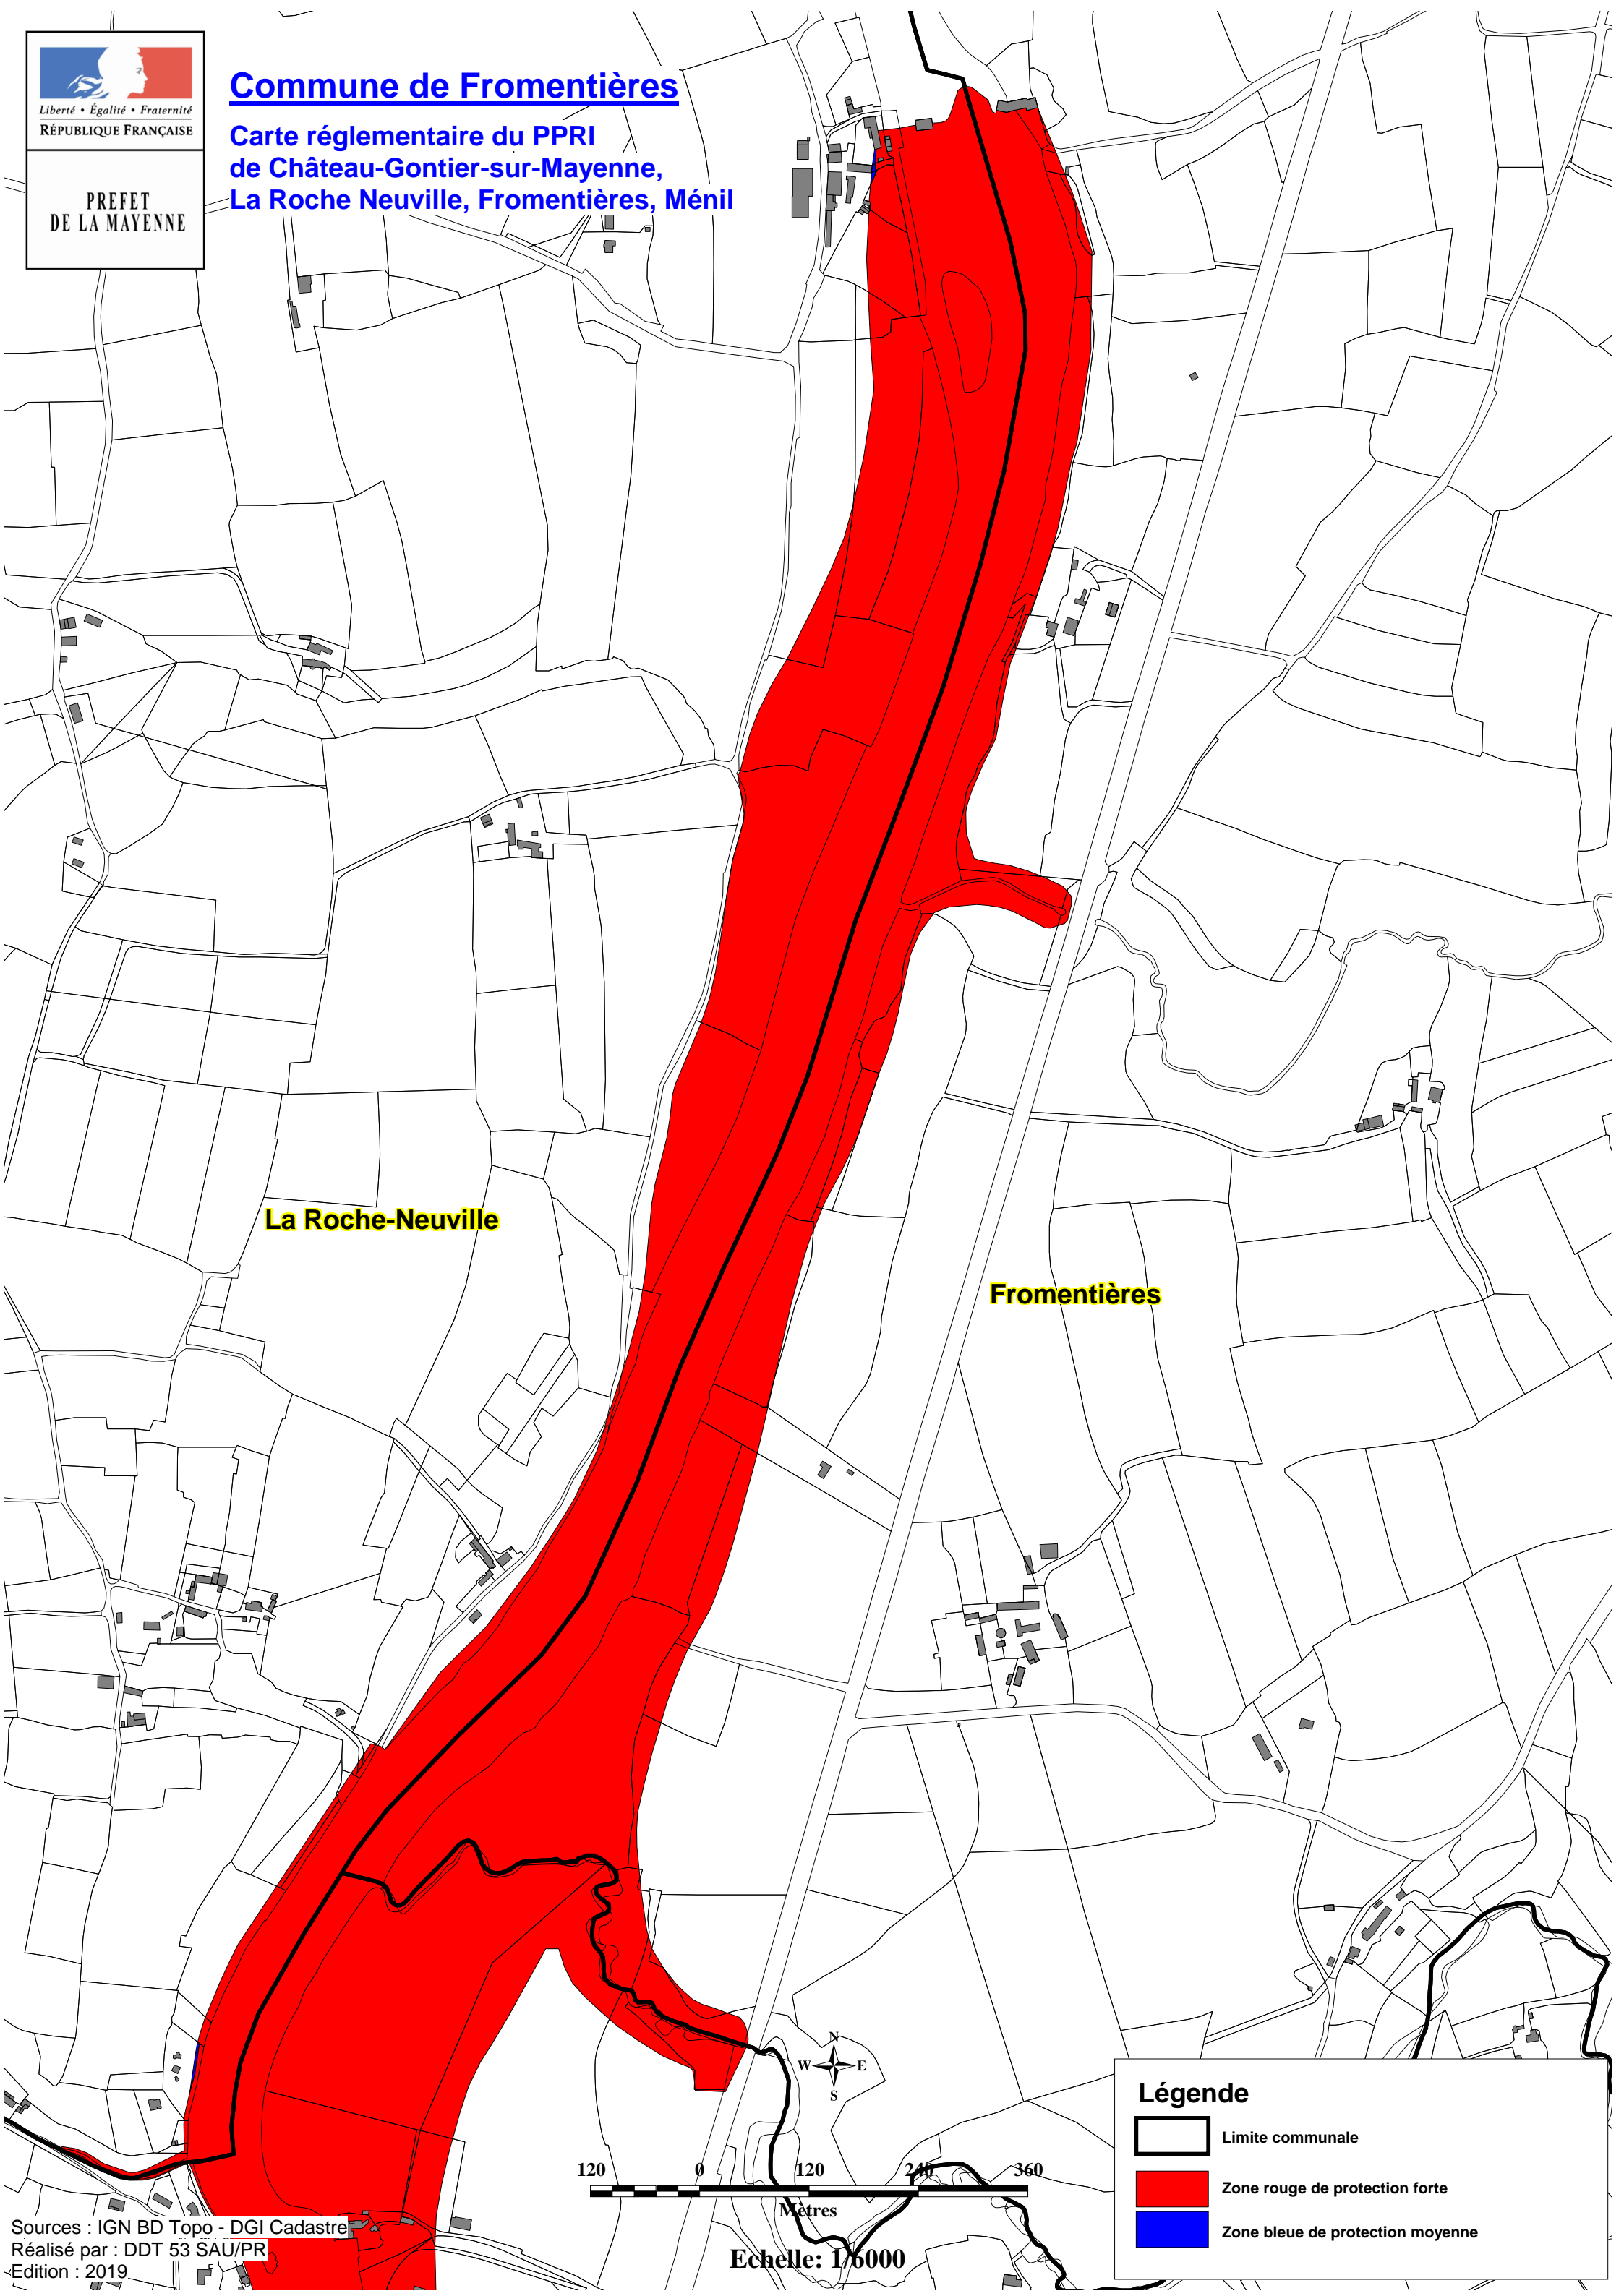 Liberté • Égalité • Fraternité
RÉPUBLIQUE FRANÇAISE
PREFET
DE LA MAYENNE
Commune de Fromentières
Carte réglementaire du PPRI
de Château-Gontier-sur-Mayenne,
La Roche Neuville, Fromentières, Ménil
La Roche-Neuville
Fromentières
N
W E
S
Légende
Limite communale
Zone rouge de protection forte
Zone bleue de protection moyenne
120 0 120 240 360
Mètres
Echelle: 1/6000
Sources : IGN BD Topo - DGI Cadastre
Réalisé par : DDT 53 SAU/PR
Edition : 2019